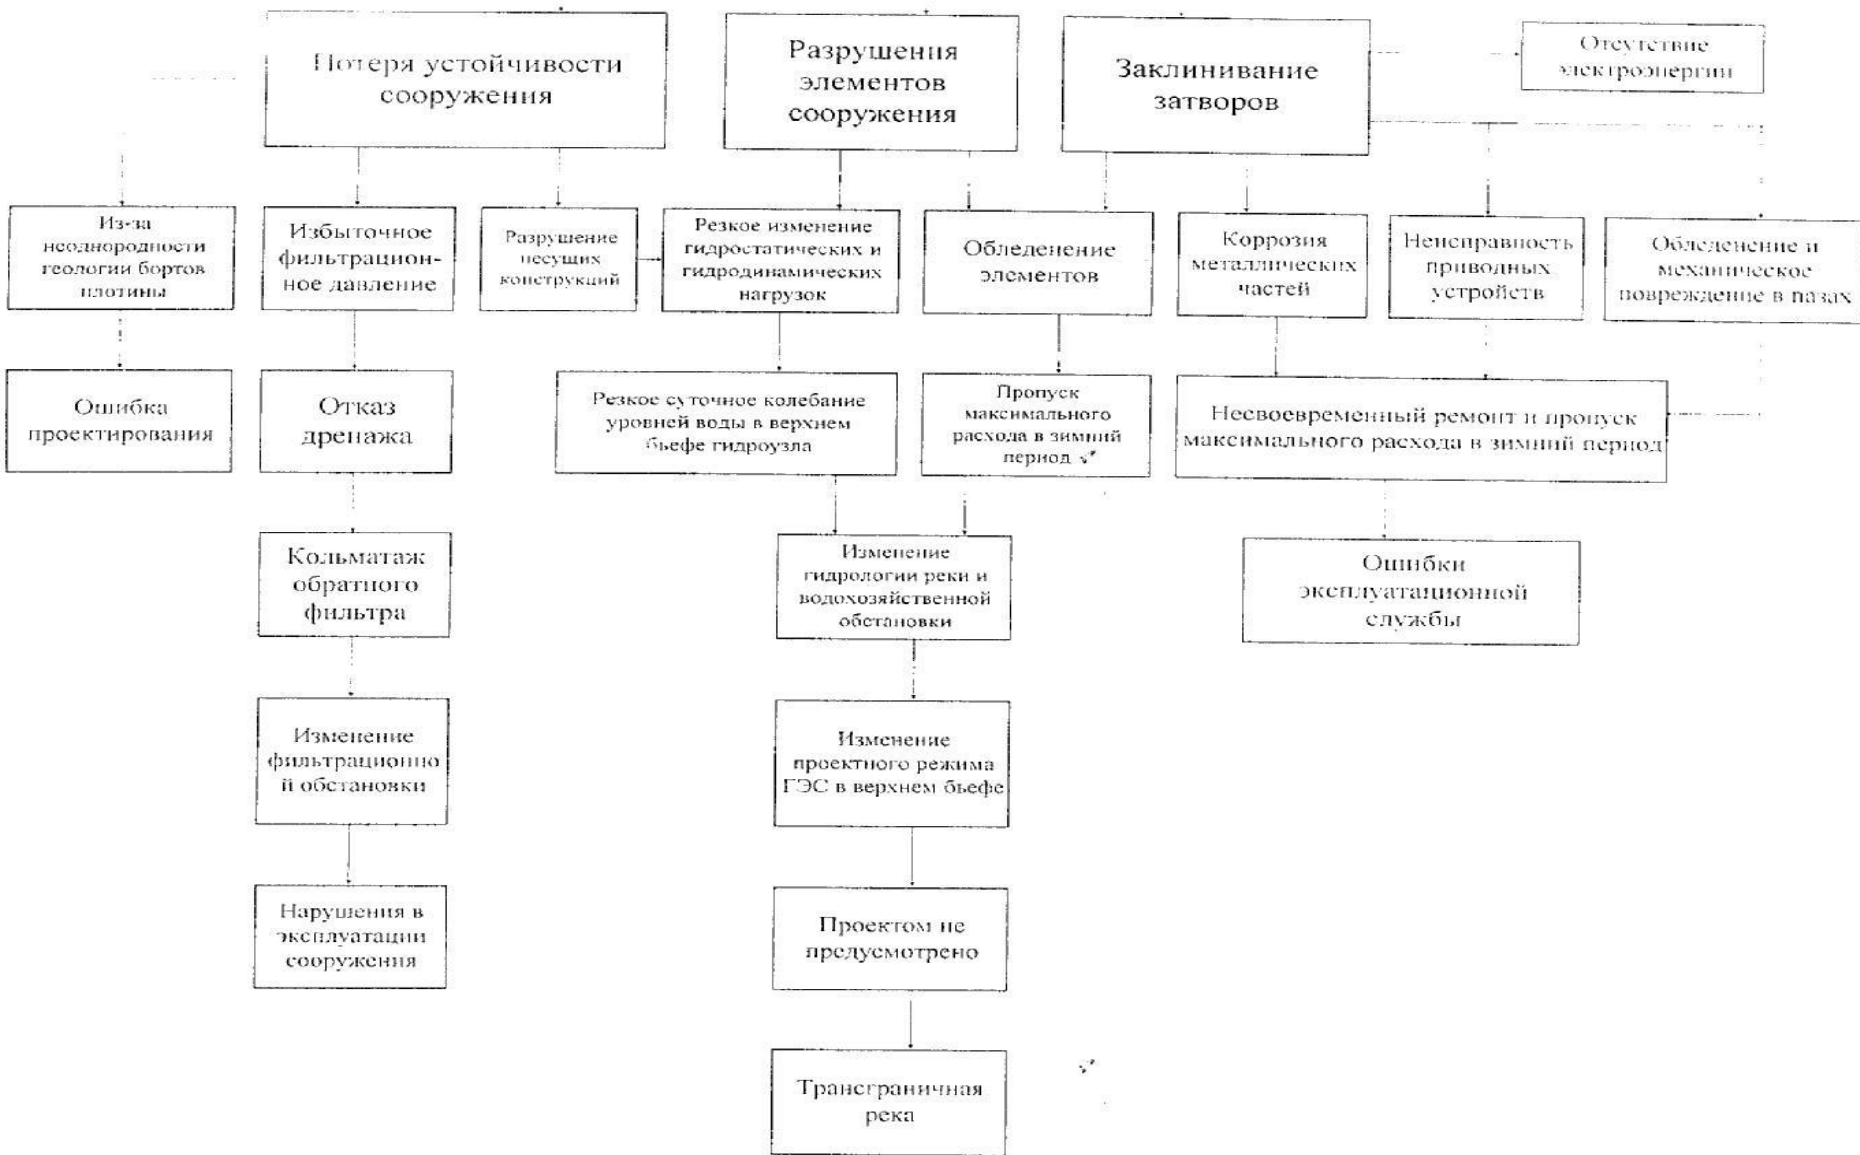 Потеря устойчивости
сооружения
Разрушения
элементов
сооружения
Заклинивание
затворов
Отсутствие
электроэнергии
Из-за
неоднородности
геологии бортов
плотины
Избыточное
фильтрацион-
ное давление
Разрушение
несущих
конструкций
Резкое изменение
гидростатических и
гидродинамических
нагрузок
Обледенение
элементов
Коррозия
металлических
частей
Неисправность
приводных
устройств
Обледенение и
механическое
повреждение в пазах
Ошибка
проектирования
Отказ
дренажа
Резкое суточное колебание
уровней воды в верхнем
бьефе гидроузла
Пропуск
максимального
расхода в зимний
период
Несвоевременный ремонт и пропуск
максимального расхода в зимний период
Кольматаж
обратного
фильтра
Изменение
гидрологии реки и
водохозяйственной
обстановки
Ошибки
эксплуатационной
службы
Изменение
фильтрационно
й обстановки
Изменение
проектного режима
ГЭС в верхнем бьефе
Нарушения в
эксплуатации
сооружения
Проектом не
предусмотрено
Трансграничная
река